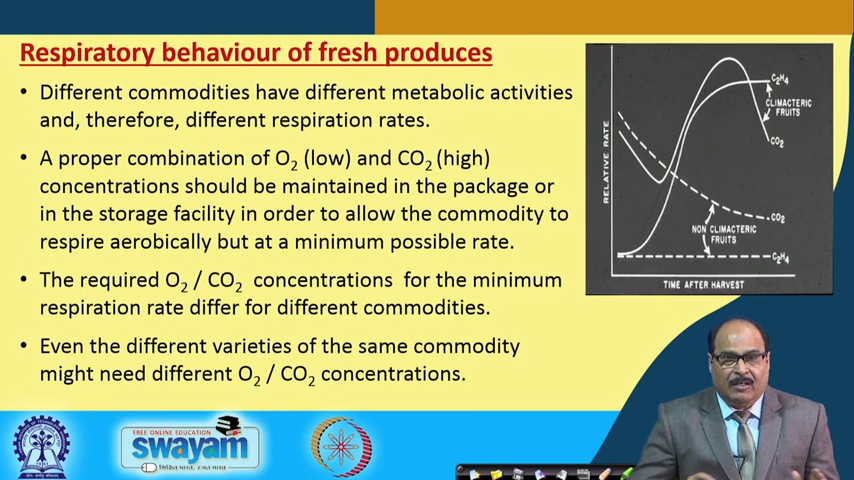 Respiratory behaviour of fresh produces
• Different commodities have different metabolic activities
and, therefore, different respiration rates.
• A proper combination of O₂ (low) and CO₂ (high)
concentrations should be maintained in the package or
in the storage facility in order to allow the commodity to
respire aerobically but at a minimum possible rate.
• The required O₂ / CO₂ concentrations for the minimum
respiration rate differ for different commodities.
• Even the different varieties of the same commodity
might need different O₂ / CO₂ concentrations.
RELATIVE RATE
C₂H₄
CLIMACTERIC
FRUITS
CO₂
CO₂
NON CLIMACTERIC
FRUITS
C₂H₄
TIME AFTER HARVEST
FREE ONLINE EDUCATION
swayam